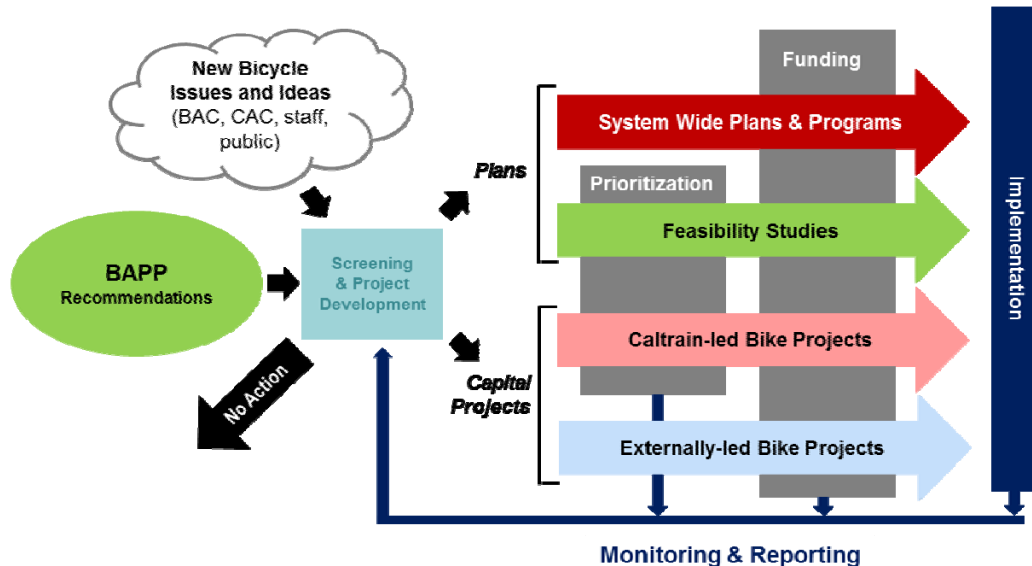 New Bicycle
Issues and Ideas
(BAC, CAC, staff,
public)
BAPP
Recommendations
Screening
& Project
Development
No Action
Plans
Capital
Projects
Funding
System Wide Plans & Programs
Prioritization
Feasibility Studies
Caltrain-led Bike Projects
Externally-led Bike Projects
Implementation
Monitoring & Reporting